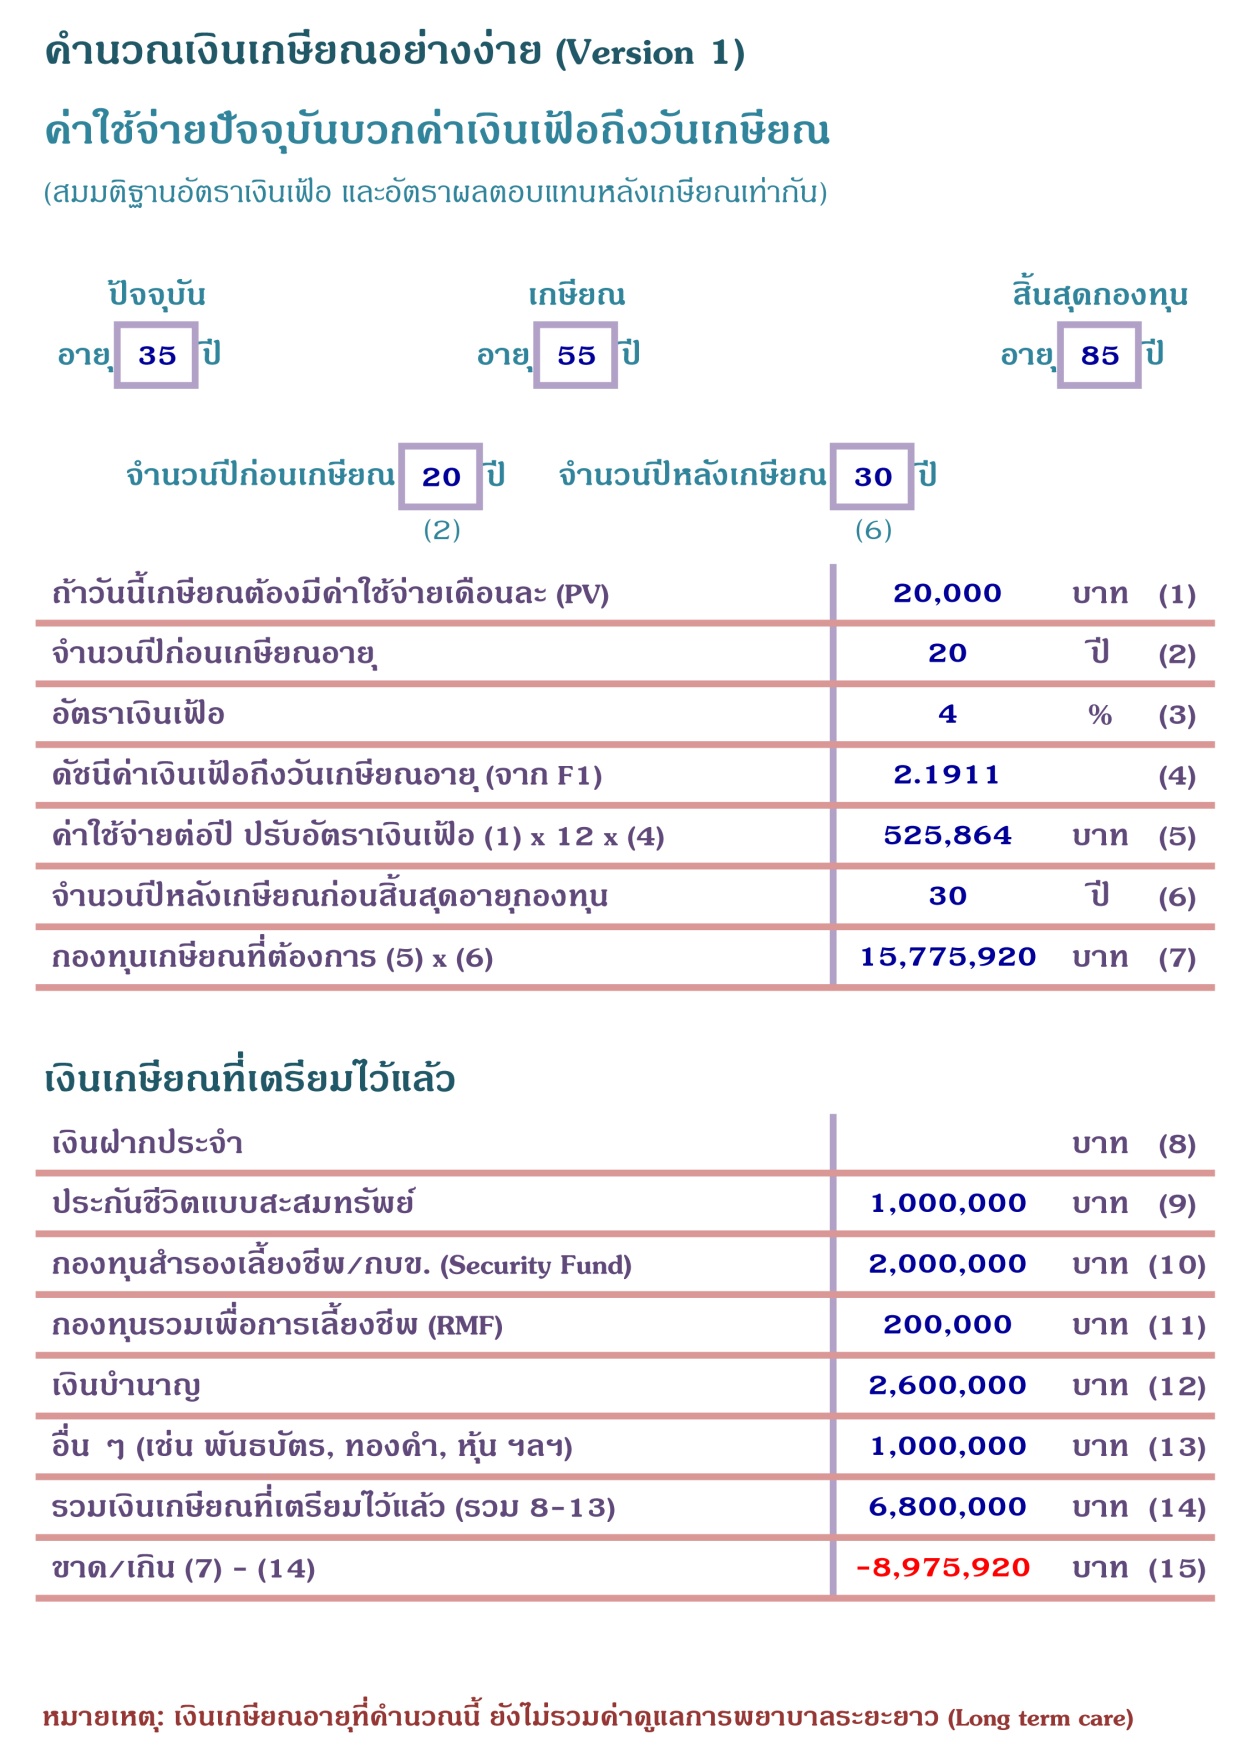 คำนวณเงินเกษียณอย่างง่าย (Version 1)
ค่าใช้จ่ายปัจจุบันบวกค่าเงินเฟ้อถึงวันเกษียณ
(สมมติฐานอัตราเงินเฟ้อ และอัตราผลตอบแทนหลังเกษียณเท่ากัน)
ปัจจุบัน เกษียณ สิ้นสุดกองทุน
อายุ 35 ปี อายุ 55 ปี อายุ 85 ปี
จำนวนปีก่อนเกษียณ 20 ปี จำนวนปีหลังเกษียณ 30 ปี
(2) (6)
ถ้าวันนี้เกษียณต้องมีค่าใช้จ่ายเดือนละ (PV) 20,000 บาท (1)
จำนวนปีก่อนเกษียณอายุ 20 ปี (2)
อัตราเงินเฟ้อ 4 % (3)
ดัชนีค่าเงินเฟ้อถึงวันเกษียณอายุ (จาก F1) 2.1911 (4)
ค่าใช้จ่ายต่อปี ปรับอัตราเงินเฟ้อ (1) x 12 x (4) 525,864 บาท (5)
จำนวนปีหลังเกษียณก่อนสิ้นสุดอายุกองทุน 30 ปี (6)
กองทุนเกษียณที่ต้องการ (5) x (6) 15,775,920 บาท (7)
เงินเกษียณที่เตรียมไว้แล้ว
เงินฝากประจำ บาท (8)
ประกันชีวิตแบบสะสมทรัพย์ 1,000,000 บาท (9)
กองทุนสำรองเลี้ยงชีพ/กบข. (Security Fund) 2,000,000 บาท (10)
กองทุนรวมเพื่อการเลี้ยงชีพ (RMF) 200,000 บาท (11)
เงินบำนาญ 2,600,000 บาท (12)
อื่น ๆ (เช่น พันธบัตร, ทองคำ, หุ้น ฯลฯ) 1,000,000 บาท (13)
รวมเงินเกษียณที่เตรียมไว้แล้ว (รวม 8-13) 6,800,000 บาท (14)
ขาด/เกิน (7) - (14) -8,975,920 บาท (15)
หมายเหตุ: เงินเกษียณอายุที่คำนวณนี้ ยังไม่รวมค่าดูแลการพยาบาลระยะยาว (Long term care)